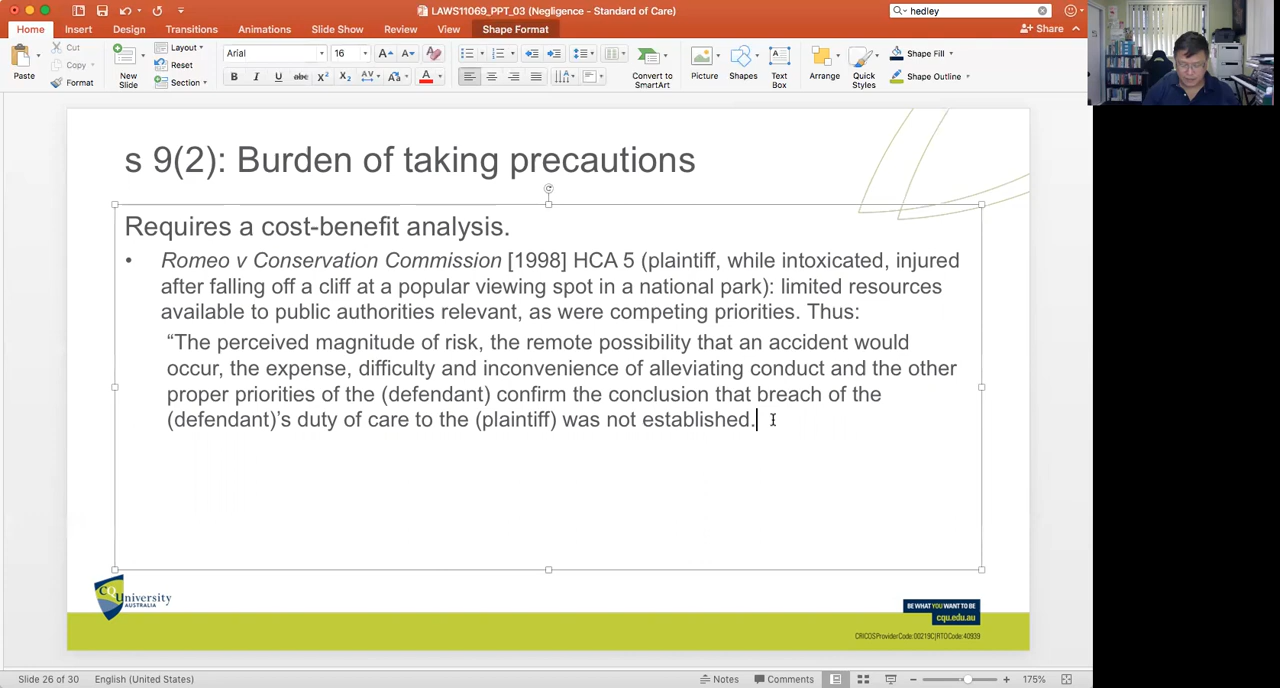 LAWS11069_PPT_03 (Negligence - Standard of Care)
hedley
Home Insert Design Transitions Animations Slide Show Review View Shape Format
Share
Paste
Cut
Copy
Format
New
Slide
Layout
Reset
Section
Arial 16
B I U abc X² X₂ AV Aa A
Convert to
SmartArt
Picture
Shapes
Text
Box
Arrange
Quick
Styles
Shape Fill
Shape Outline
s 9(2): Burden of taking precautions
Requires a cost-benefit analysis.
• Romeo v Conservation Commission [1998] HCA 5 (plaintiff, while intoxicated, injured
after falling off a cliff at a popular viewing spot in a national park): limited resources
available to public authorities relevant, as were competing priorities. Thus:
“The perceived magnitude of risk, the remote possibility that an accident would
occur, the expense, difficulty and inconvenience of alleviating conduct and the other
proper priorities of the (defendant) confirm the conclusion that breach of the
(defendant)’s duty of care to the (plaintiff) was not established.
CQUniversity
AUSTRALIA
BE WHAT YOU WANT TO BE
cqu.edu.au
CRICOS Provider Code: 00219C | RTO Code: 40939
Slide 26 of 30 English (United States)
Notes Comments 175%